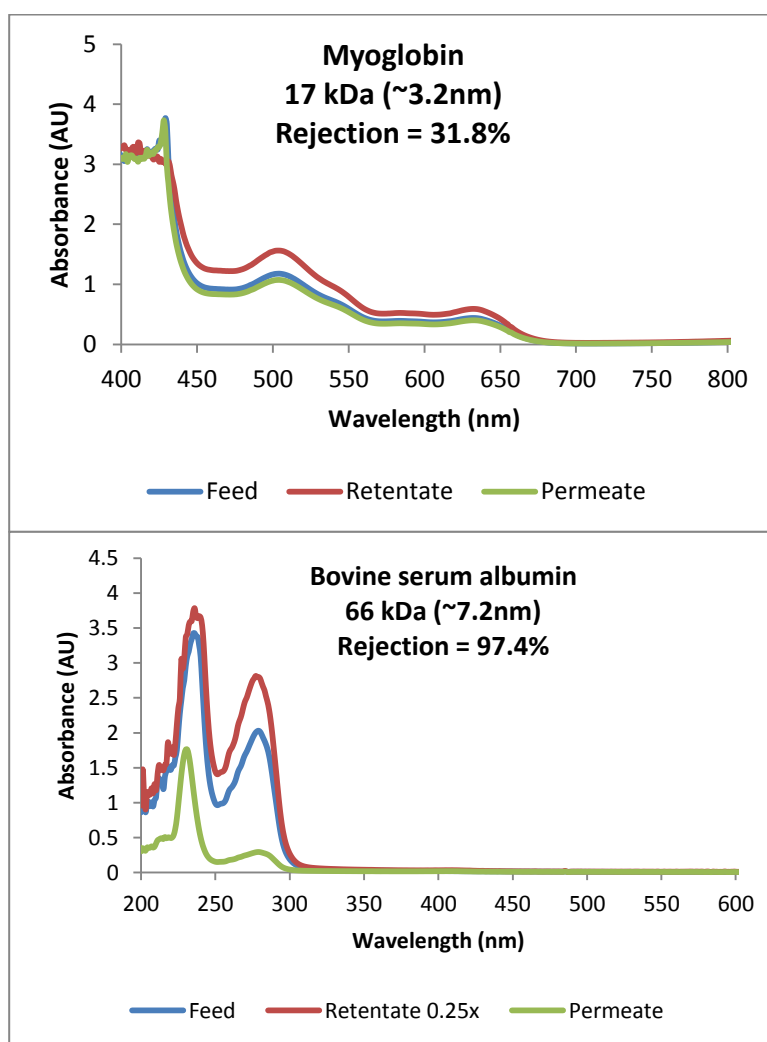 Myoglobin
17 kDa (~3.2nm)
Rejection = 31.8%
Absorbance (AU)
5
4
3
2
1
0
400 450 500 550 600 650 700 750 800
Wavelength (nm)
Feed Retentate Permeate
Bovine serum albumin
66 kDa (~7.2nm)
Rejection = 97.4%
Absorbance (AU)
4.5
4
3.5
3
2.5
2
1.5
1
0.5
0
200 250 300 350 400 450 500 550 600
Wavelength (nm)
Feed Retentate 0.25x Permeate